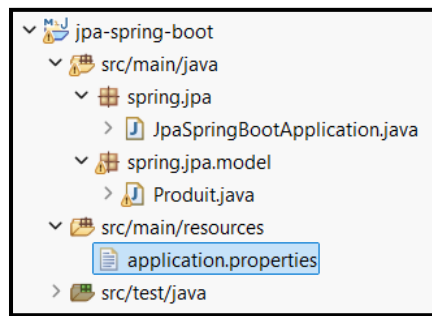 jpa-spring-boot
src/main/java
spring.jpa
JpaSpringBootApplication.java
spring.jpa.model
Produit.java
src/main/resources
application.properties
src/test/java